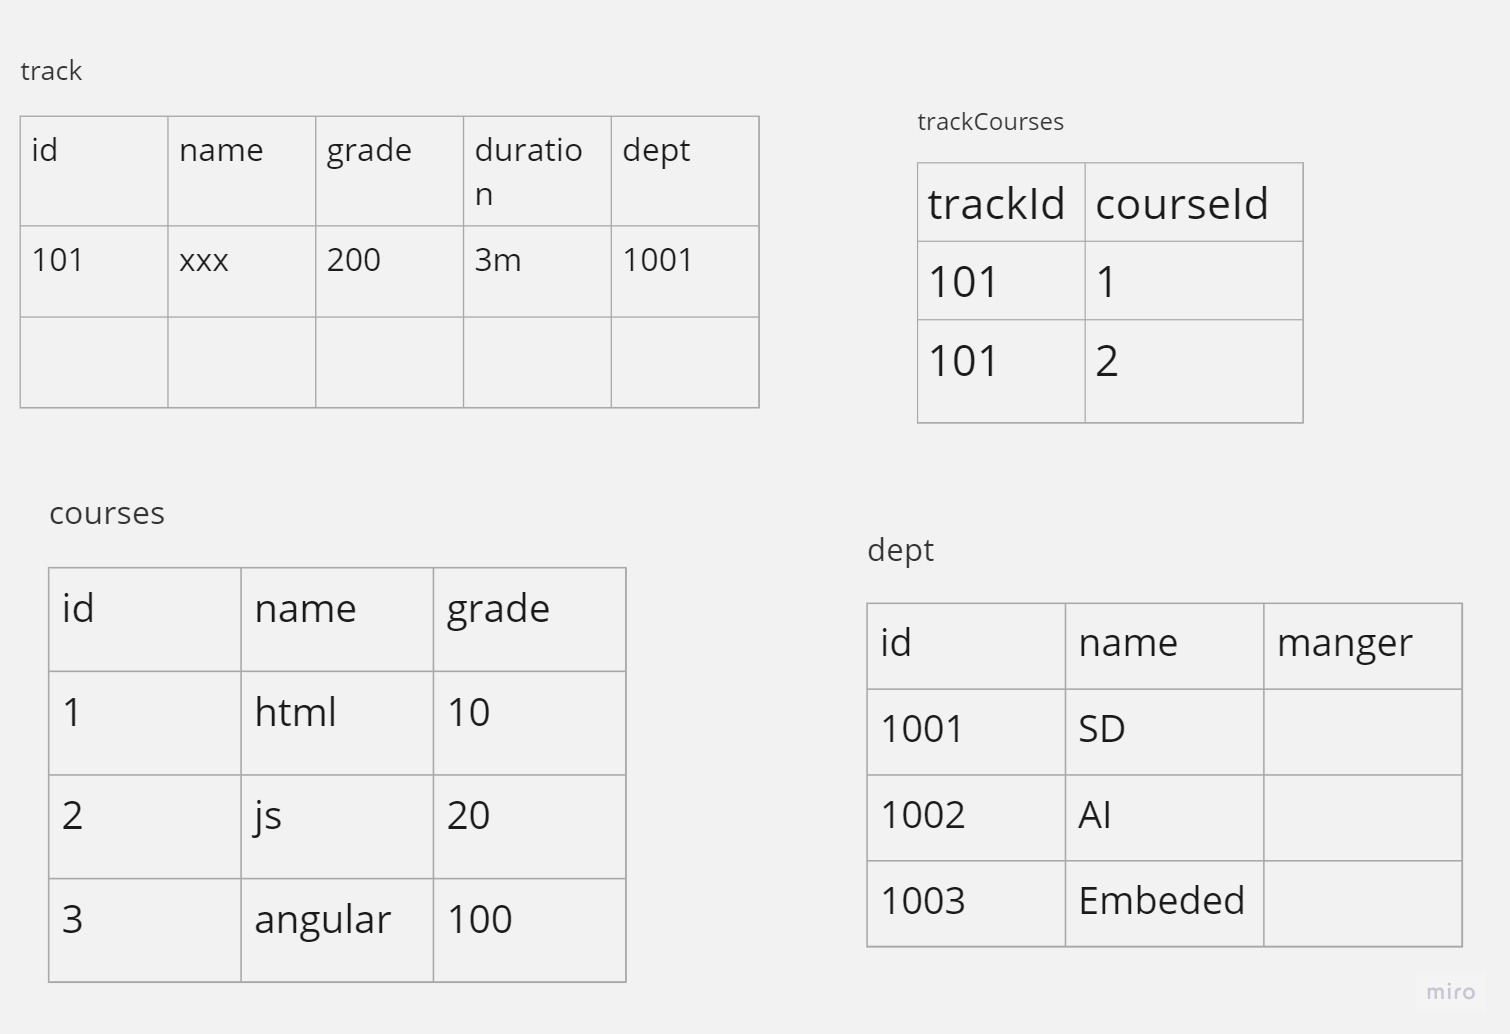 track
id name grade duratio
n dept
101 xxx 200 3m 1001
trackCourses
trackId courseId
101 1
101 2
courses
id name grade
1 html 10
2 js 20
3 angular 100
dept
id name manger
1001 SD
1002 AI
1003 Embeded
miro